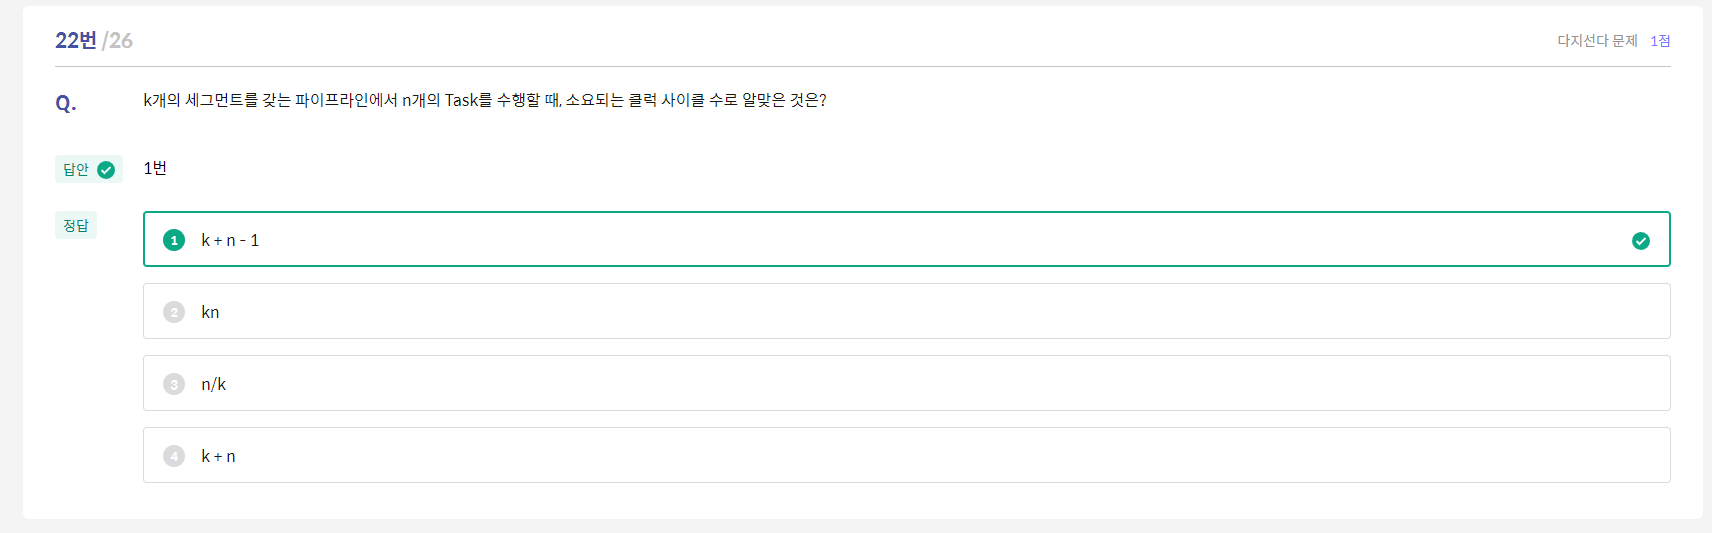 22번 /26
다지선다 문제 1점
Q. k개의 세그먼트를 갖는 파이프라인에서 n개의 Task를 수행할 때, 소요되는 클럭 사이클 수로 알맞은 것은?
답안 1번
정답
1 k + n - 1
2 kn
3 n/k
4 k + n